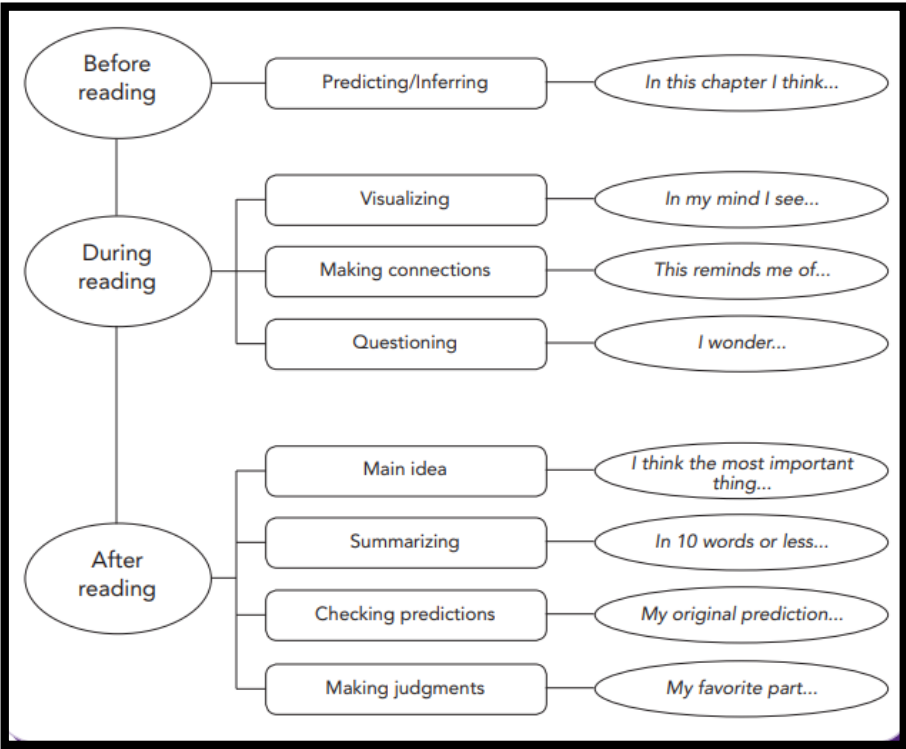 Before
reading
Predicting/Inferring
In this chapter I think...
During
reading
Visualizing
In my mind I see...
Making connections
This reminds me of...
Questioning
I wonder...
After
reading
Main idea
I think the most important
thing...
Summarizing
In 10 words or less...
Checking predictions
My original prediction...
Making judgments
My favorite part...